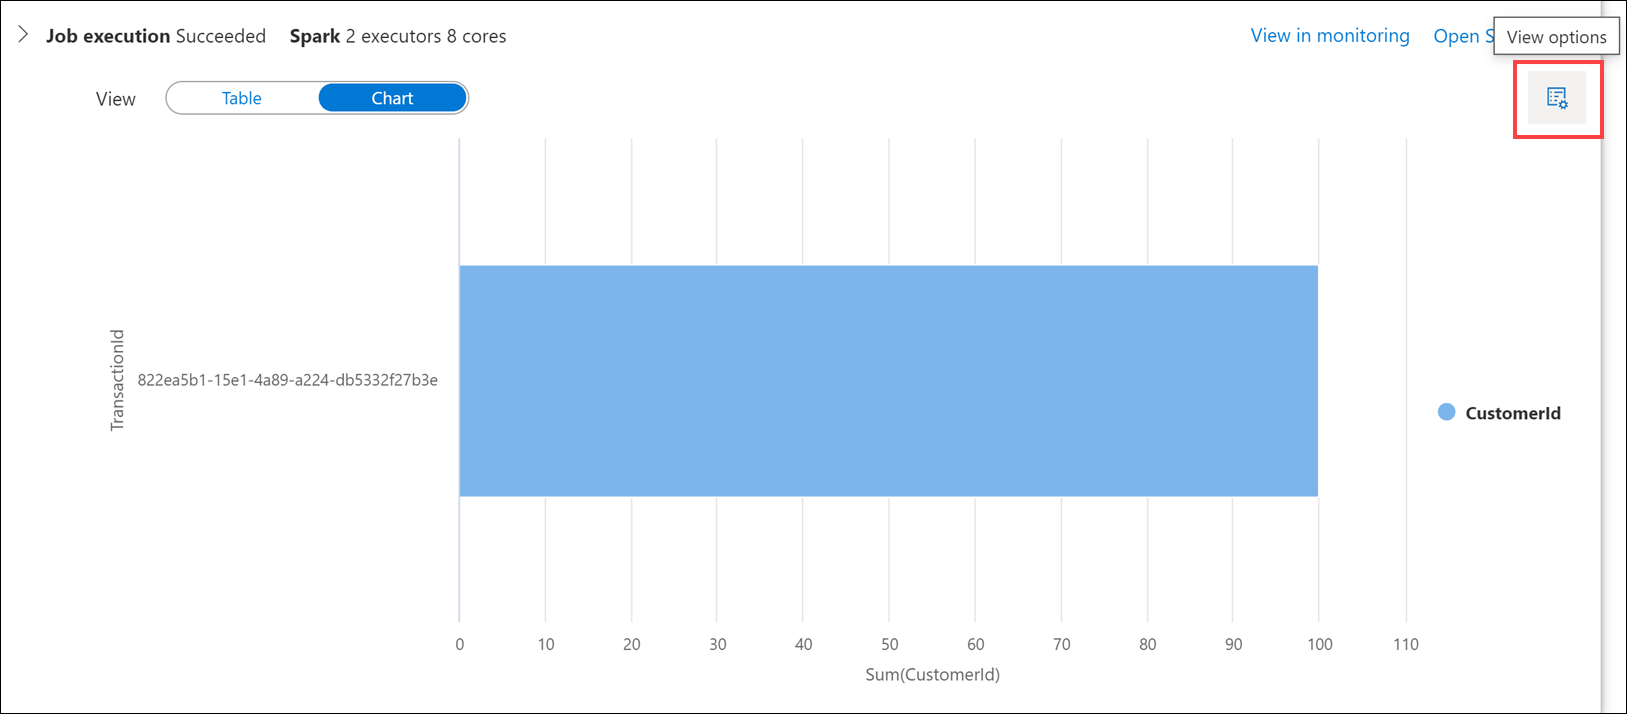 Job execution Succeeded Spark 2 executors 8 cores View in monitoring Open S
View options
View Table Chart
TransactionId
822ea5b1-15e1-4a89-a224-db5332f27b3e
CustomerId
0 10 20 30 40 50 60 70 80 90 100 110
Sum(CustomerId)